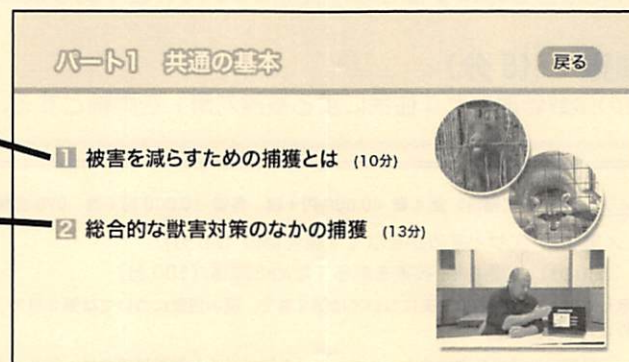 パート1 共通の基本
戻る
1 被害を減らすための捕獲とは (10分)
2 総合的な獣害対策のなかの捕獲 (13分)